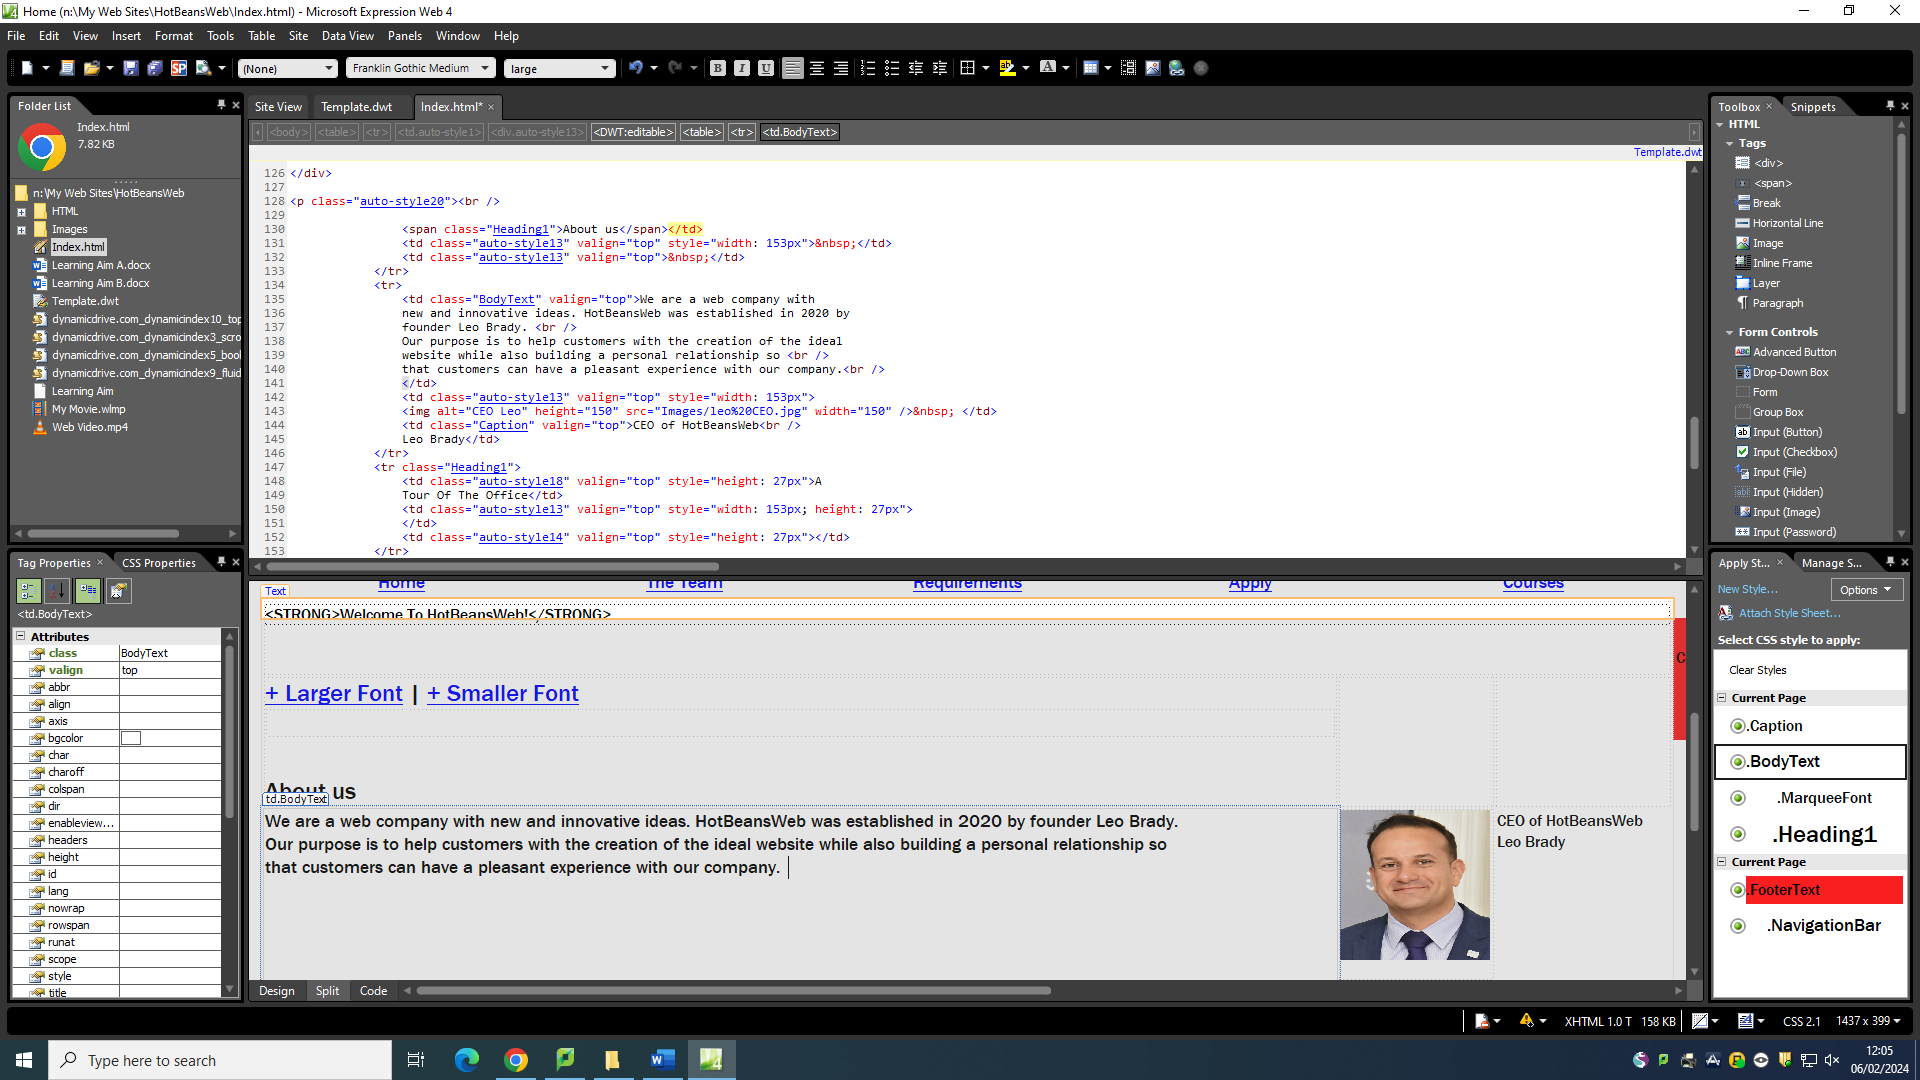 Home (n:\My Web Sites\HotBeansWeb\Index.html) - Microsoft Expression Web 4
File Edit View Insert Format Tools Table Site Data View Panels Window Help
(None) Franklin Gothic Medium large
Folder List
Index.html
7.82 KB
n:\My Web Sites\HotBeansWeb
HTML
Images
Index.html
Learning Aim A.docx
Learning Aim B.docx
Template.dwt
dynamicdrive.com_dynamicindex10_top
dynamicdrive.com_dynamicindex3_scro
dynamicdrive.com_dynamicindex5_bool
dynamicdrive.com_dynamicindex9_fluid
Learning Aim
My Movie.wlmp
Web Video.mp4
Tag Properties CSS Properties
<td.BodyText>
Attributes
class BodyText
valign top
abbr
align
axis
bgcolor
char
charoff
colspan
dir
enableview...
headers
height
id
lang
nowrap
rowspan
runat
scope
style
title
Site View Template.dwt Index.html*
<body> <table> <tr> <td.auto-style1> <div.auto-style13> <DWT:editable> <table> <tr> <td.BodyText>
Template.dwt
126 </div>
127
128 <p class="auto-style20"><br />
129
130 <span class="Heading1">About us</span></td>
131 <td class="auto-style13" valign="top" style="width: 153px">&nbsp;</td>
132 <td class="auto-style13" valign="top">&nbsp;</td>
133 </tr>
134 <tr>
135 <td class="BodyText" valign="top">We are a web company with
136 new and innovative ideas. HotBeansWeb was established in 2020 by
137 founder Leo Brady. <br />
138 Our purpose is to help customers with the creation of the ideal
139 website while also building a personal relationship so <br />
140 that customers can have a pleasant experience with our company.<br />
141 </td>
142 <td class="auto-style13" valign="top" style="width: 153px">
143 <img alt="CEO Leo" height="150" src="Images/leo%20CEO.jpg" width="150" />&nbsp; </td>
144 <td class="Caption" valign="top">CEO of HotBeansWeb<br />
145 Leo Brady</td>
146 </tr>
147 <tr class="Heading1">
148 <td class="auto-style18" valign="top" style="height: 27px">A
149 Tour Of The Office</td>
150 <td class="auto-style13" valign="top" style="width: 153px; height: 27px">
151 </td>
152 <td class="auto-style14" valign="top" style="height: 27px"></td>
153 </tr>
Home The Team Requirements Apply Courses
Text
<STRONG>Welcome To HotBeansWeb!</STRONG>
C
+ Larger Font | + Smaller Font
About us
td.BodyText
We are a web company with new and innovative ideas. HotBeansWeb was established in 2020 by founder Leo Brady.
Our purpose is to help customers with the creation of the ideal website while also building a personal relationship so
that customers can have a pleasant experience with our company.
CEO of HotBeansWeb
Leo Brady
Design Split Code
Toolbox Snippets
HTML
Tags
<div>
<span>
Break
Horizontal Line
Image
Inline Frame
Layer
Paragraph
Form Controls
Advanced Button
Drop-Down Box
Form
Group Box
Input (Button)
Input (Checkbox)
Input (File)
Input (Hidden)
Input (Image)
Input (Password)
Apply St... Manage S...
New Style...
Options
Attach Style Sheet...
Select CSS style to apply:
Clear Styles
Current Page
.Caption
.BodyText
.MarqueeFont
.Heading1
Current Page
.FooterText
.NavigationBar
XHTML 1.0 T 158 KB CSS 2.1 1437 x 399
Type here to search
12:05
06/02/2024